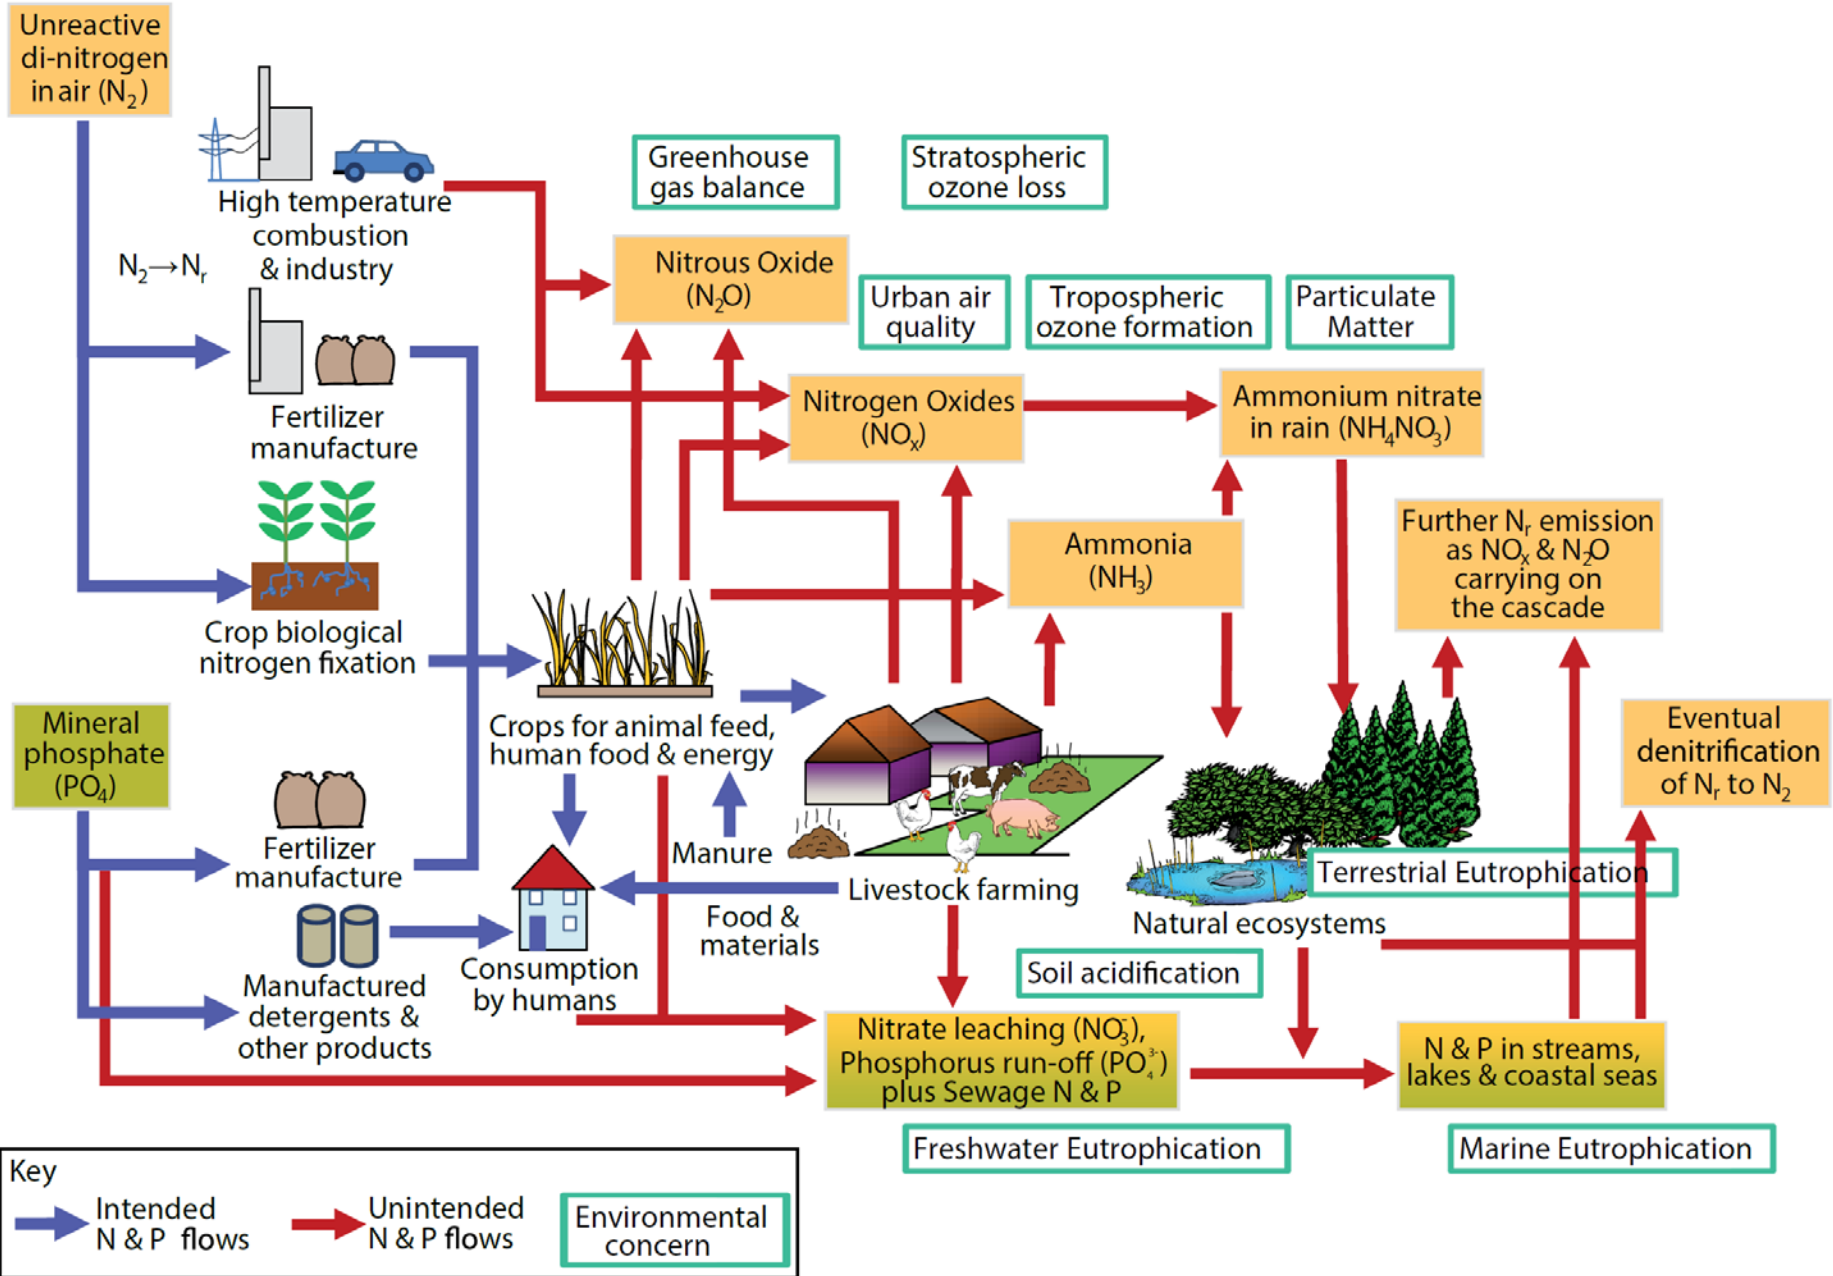 Unreactive
di-nitrogen
in air (N₂)
High temperature
combustion
& industry
N₂→Nᵣ
Fertilizer
manufacture
Crop biological
nitrogen fixation
Mineral
phosphate
(PO₄)
Fertilizer
manufacture
Manufactured
detergents &
other products
Greenhouse
gas balance
Stratospheric
ozone loss
Nitrous Oxide
(N₂O)
Urban air
quality
Tropospheric
ozone formation
Particulate
Matter
Nitrogen Oxides
(NOₓ)
Ammonium nitrate
in rain (NH₄NO₃)
Ammonia
(NH₃)
Further Nᵣ emission
as NOₓ & N₂O
carrying on
the cascade
Crops for animal feed,
human food & energy
Manure
Livestock farming
Food &
materials
Consumption
by humans
Natural ecosystems
Terrestrial Eutrophication
Eventual
denitrification
of Nᵣ to N₂
Soil acidification
Nitrate leaching (NO₃⁻),
Phosphorus run-off (PO₄³⁻)
plus Sewage N & P
N & P in streams,
lakes & coastal seas
Freshwater Eutrophication
Marine Eutrophication
Key
Intended
N & P flows
Unintended
N & P flows
Environmental
concern